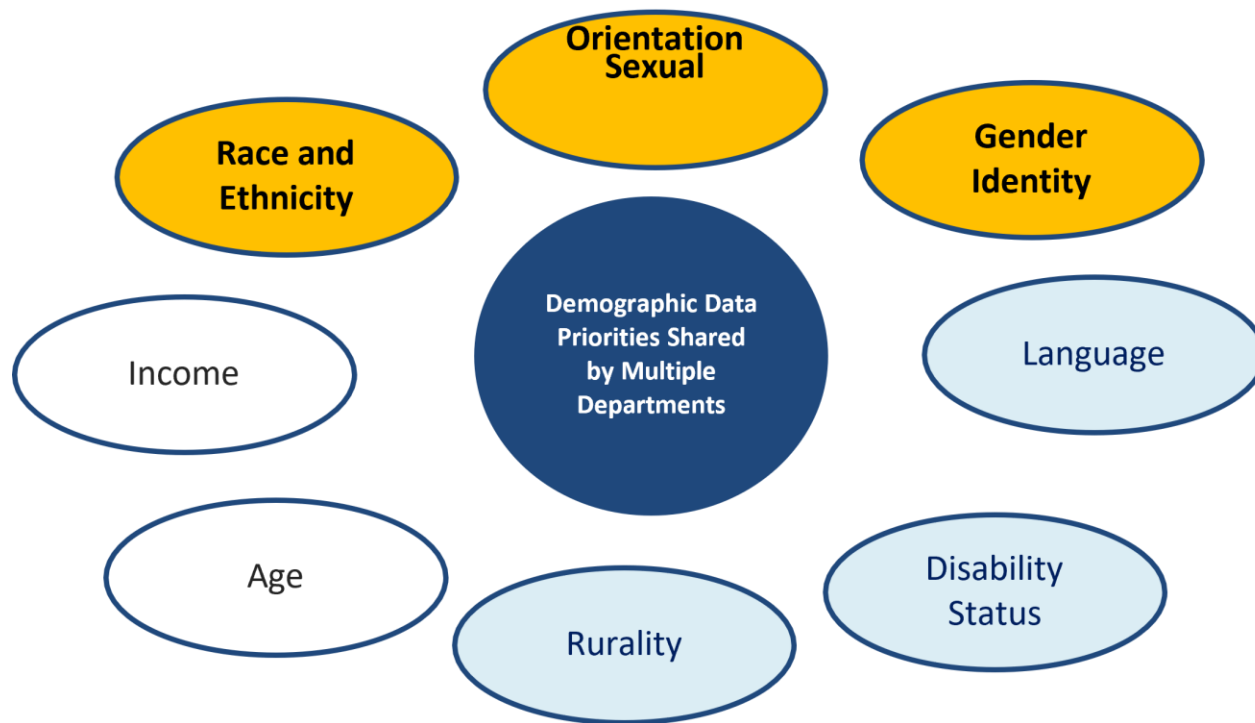 Orientation
Sexual
Race and
Ethnicity
Gender
Identity
Demographic Data
Priorities Shared
by Multiple
Departments
Income
Language
Age
Disability
Status
Rurality